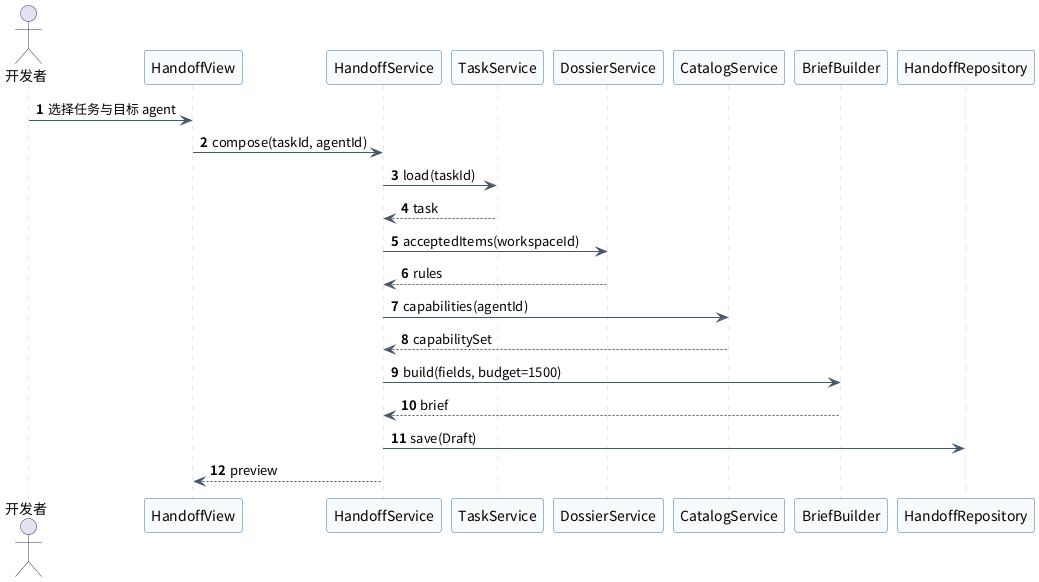 开发者
HandoffView
HandoffService
TaskService
DossierService
CatalogService
BriefBuilder
HandoffRepository
1 选择任务与目标 agent
2 compose(taskId, agentId)
3 load(taskId)
4 task
5 acceptedItems(workspaceId)
6 rules
7 capabilities(agentId)
8 capabilitySet
9 build(fields, budget=1500)
10 brief
11 save(Draft)
12 preview
开发者
HandoffView
HandoffService
TaskService
DossierService
CatalogService
BriefBuilder
HandoffRepository